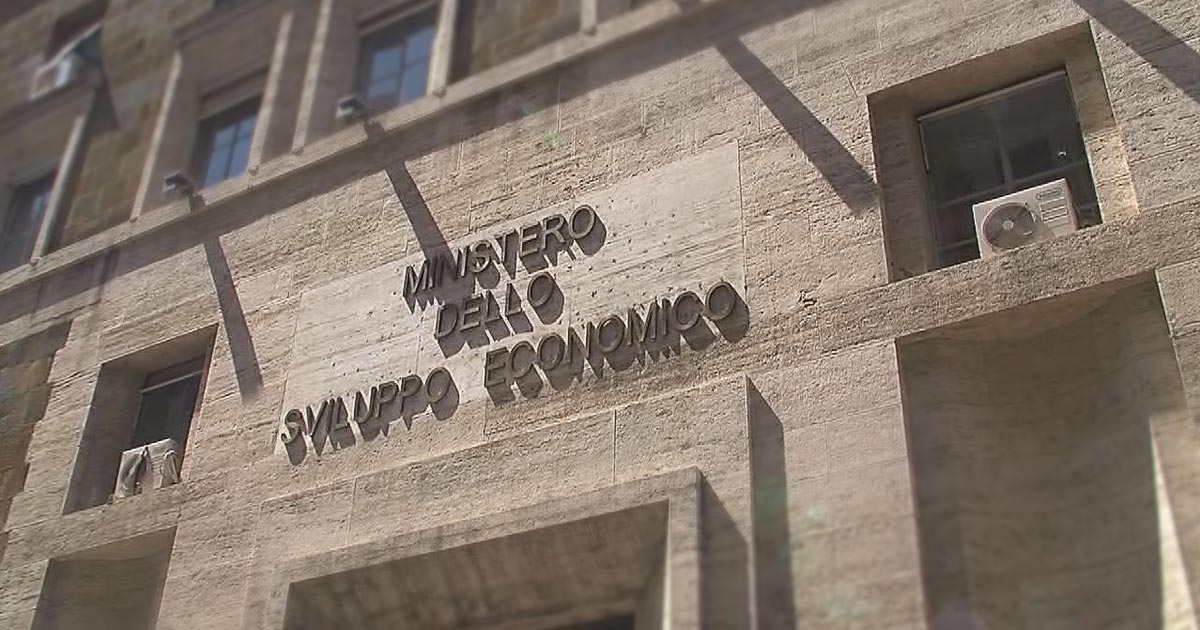 MINISTERO
DELLO
SVILUPPO ECONOMICO